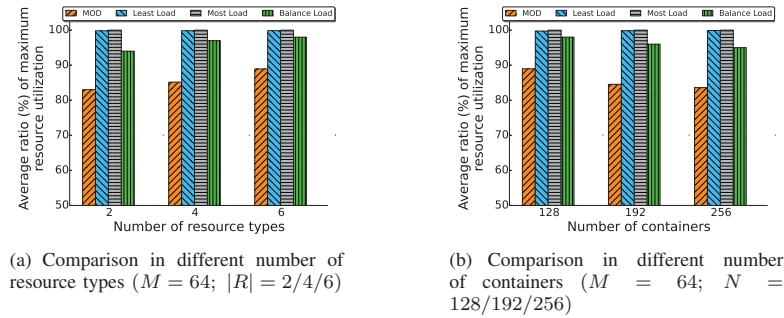 MOD Least Load Most Load Balance Load
Average ratio (%) of maximum
resource utilization
100
90
80
70
60
50
2 4 6
Number of resource types
(a) Comparison in different number of
resource types (M = 64; |R| = 2/4/6)
MOD Least Load Most Load Balance Load
Average ratio (%) of maximum
resource utilization
100
90
80
70
60
50
128 192 256
Number of containers
(b) Comparison in different number
of containers (M = 64; N =
128/192/256)